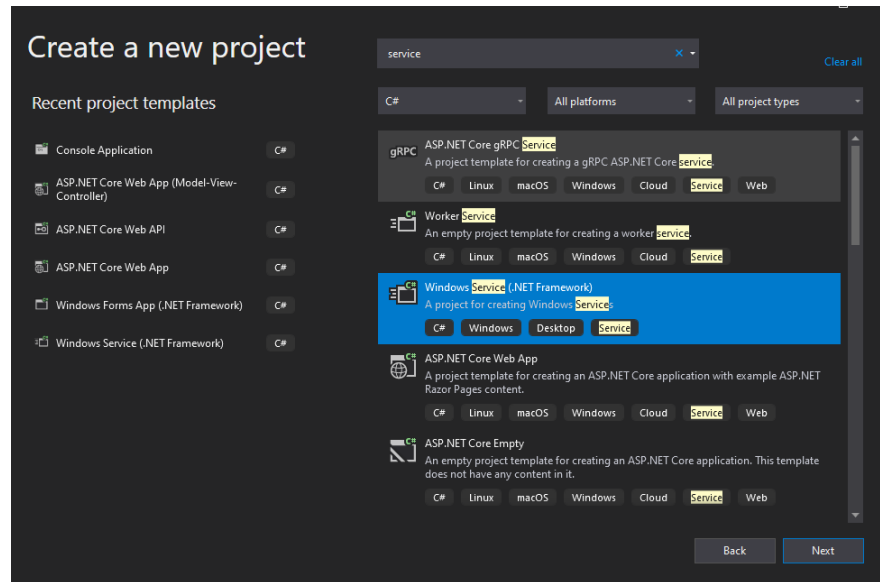 Create a new project
service
Clear all
Recent project templates
C#
All platforms
All project types
Console Application
C#
ASP.NET Core Web App (Model-View-
Controller)
C#
ASP.NET Core Web API
C#
ASP.NET Core Web App
C#
Windows Forms App (.NET Framework)
C#
Windows Service (.NET Framework)
C#
gRPC
ASP.NET Core gRPC Service
A project template for creating a gRPC ASP.NET Core service.
C# Linux macOS Windows Cloud Service Web
C#
Worker Service
An empty project template for creating a worker service.
C# Linux macOS Windows Cloud Service
C#
Windows Service (.NET Framework)
A project for creating Windows Services
C# Windows Desktop Service
C#
ASP.NET Core Web App
A project template for creating an ASP.NET Core application with example ASP.NET
Razor Pages content.
C# Linux macOS Windows Cloud Service Web
C#
ASP.NET Core Empty
An empty project template for creating an ASP.NET Core application. This template
does not have any content in it.
C# Linux macOS Windows Cloud Service Web
Back
Next